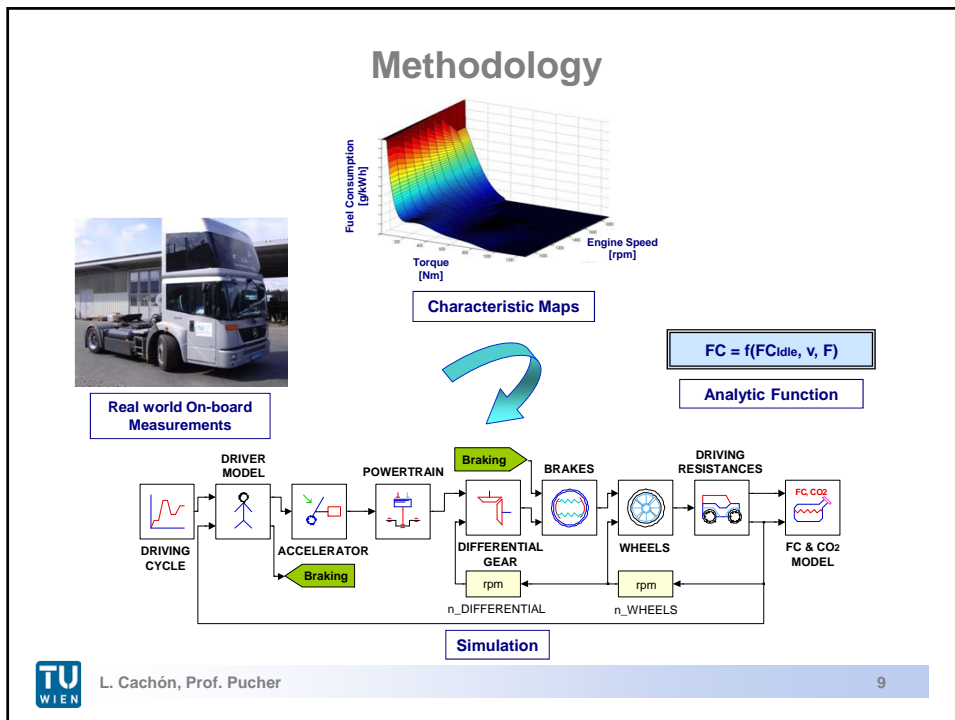 Methodology
Fuel Consumption
[g/kWh]
Torque
[Nm]
Engine Speed
[rpm]
Characteristic Maps
FC = f(FCIdle, v, F)
Analytic Function
Real world On-board
Measurements
DRIVER
MODEL
POWERTRAIN
Braking
BRAKES
DRIVING
RESISTANCES
FC, CO2
DRIVING
CYCLE
ACCELERATOR
Braking
DIFFERENTIAL
GEAR
WHEELS
FC & CO2
MODEL
rpm
rpm
n_DIFFERENTIAL
n_WHEELS
Simulation
TU
WIEN
L. Cachón, Prof. Pucher
9